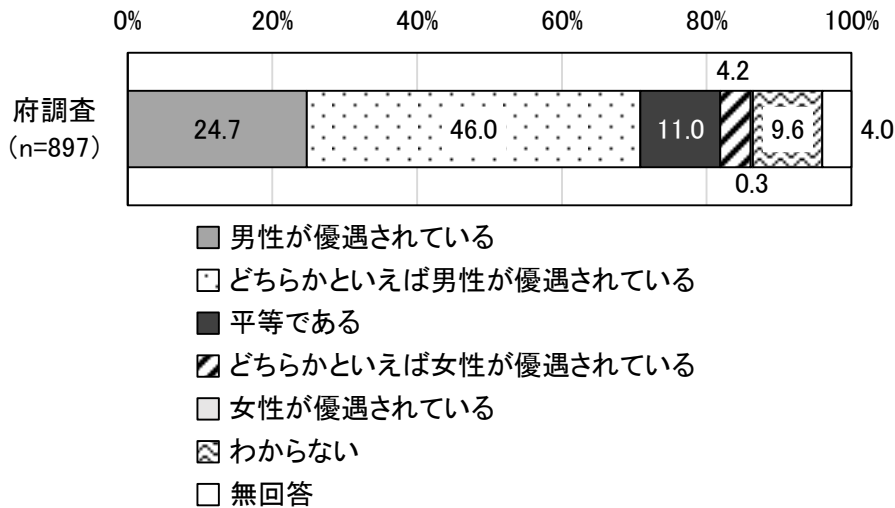 0% 20% 40% 60% 80% 100%
4.2
府調査
(n=897)
24.7 46.0 11.0 9.6 4.0
0.3
男性が優遇されている
どちらかといえば男性が優遇されている
平等である
どちらかといえば女性が優遇されている
女性が優遇されている
わからない
無回答